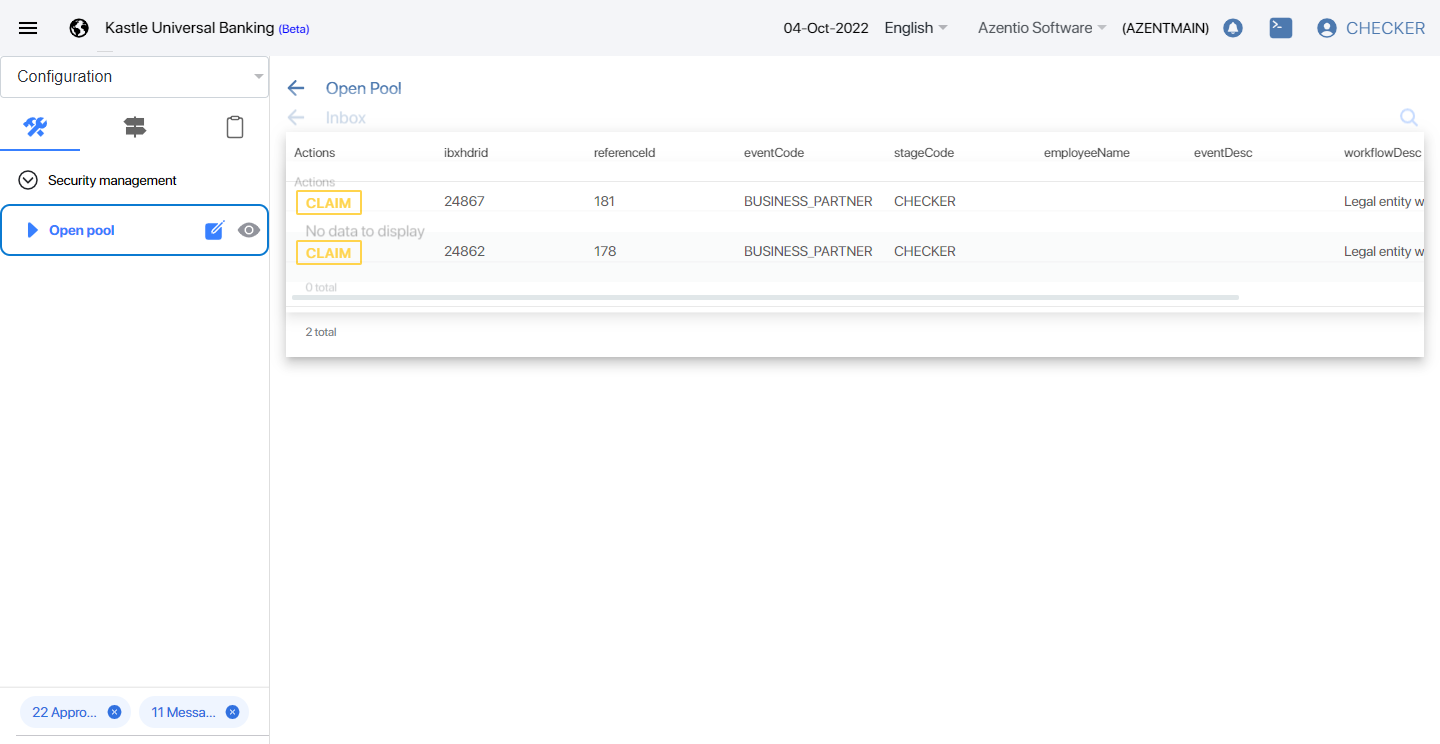 Kastle Universal Banking (Beta) 04-Oct-2022 English Azentio Software (AZENTMAIN) CHECKER
Configuration
Security management
Open pool
22 Appro...
11 Messa...
Open Pool
Inbox
Actions ibxhdrid referenceId eventCode stageCode employeeName eventDesc workflowDesc
Actions
CLAIM 24867 181 BUSINESS_PARTNER CHECKER Legal entity w
No data to display
CLAIM 24862 178 BUSINESS_PARTNER CHECKER Legal entity w
0 total
2 total